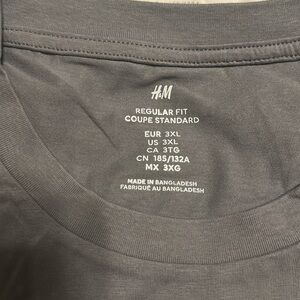 H&M
REGULAR FIT
COUPE STANDARD
EUR 3XL
US 3XL
CA 3TG
CN 185/132A
MX 3XG
MADE IN BANGLADESH
FABRIQUÉ AU BANGLADESH